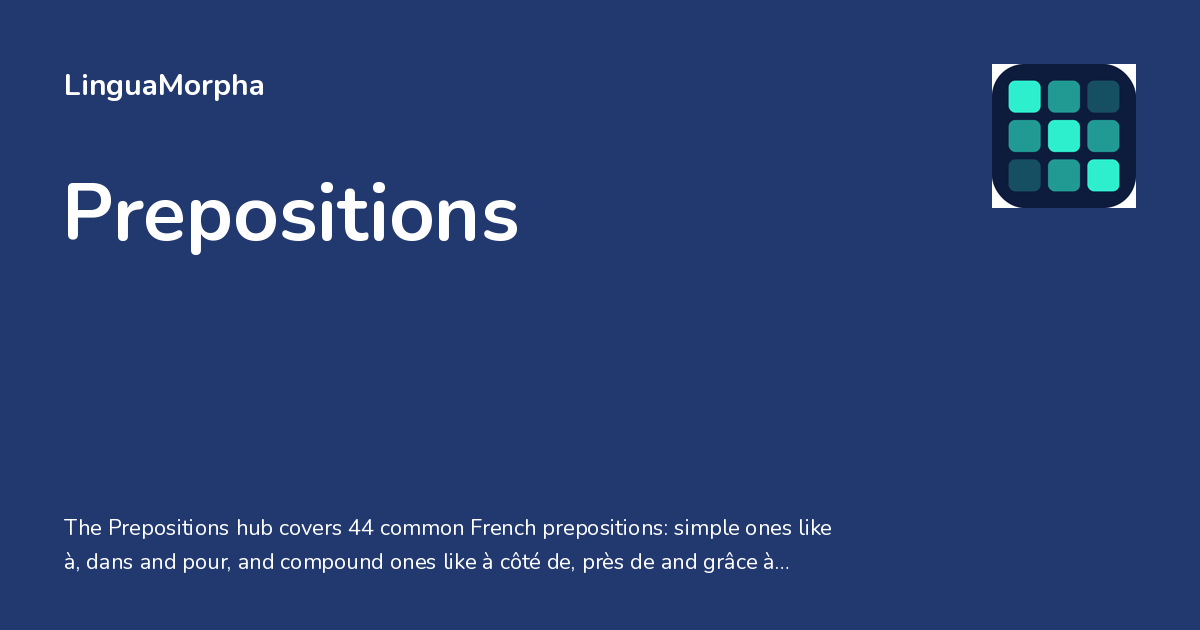 LinguaMorpha
Prepositions
The Prepositions hub covers 44 common French prepositions: simple ones like
à, dans and pour, and compound ones like à côté de, près de and grâce à...